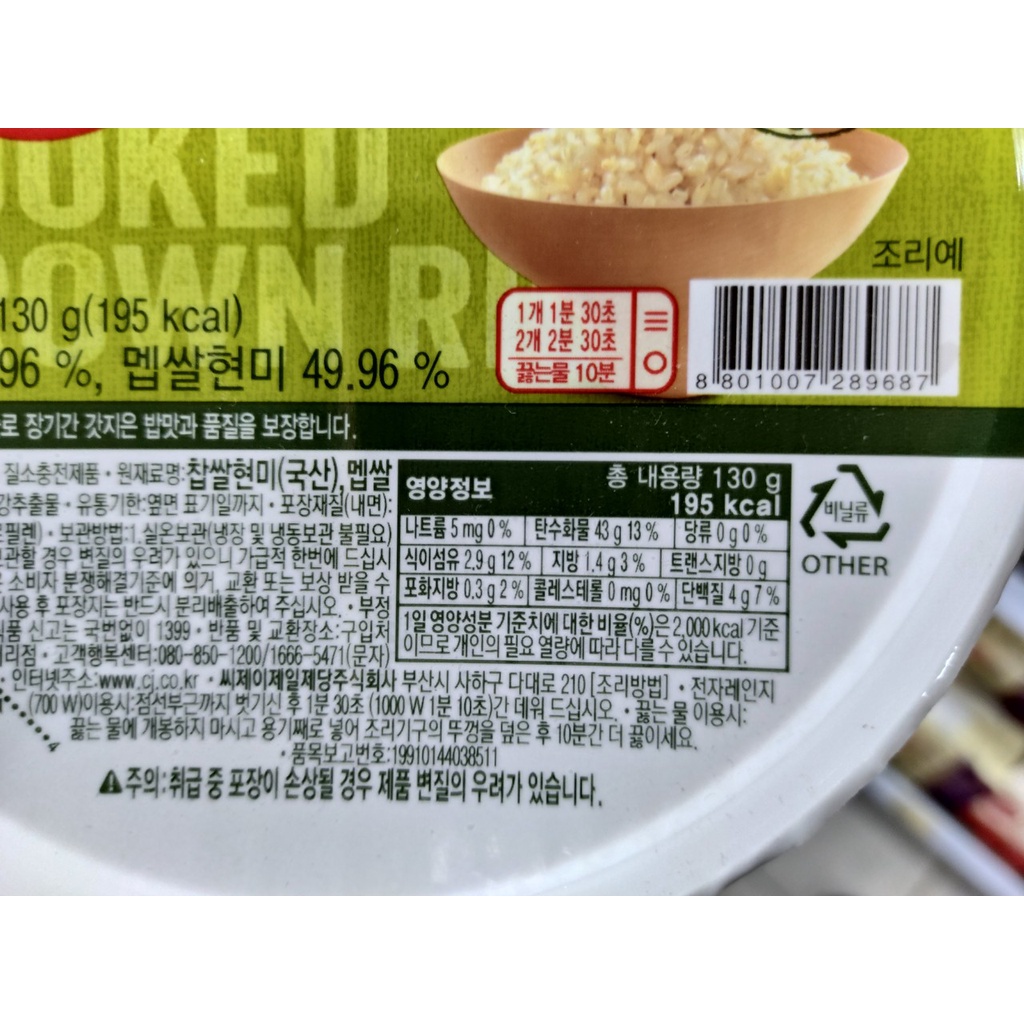 OOKED
OWN R
조리예
130 g(195 kcal)
96 %, 멥쌀현미 49.96 %
1개 1분 30초
2개 2분 30초
끓는물 10분
8 801007 289687
로 장기간 갓지은 밥맛과 품질을 보장합니다.
질소충전제품 · 원재료명:찹쌀현미(국산), 멥쌀
강추출물 · 유통기한:옆면 표기일까지 · 포장재질(내면):
필렌) · 보관방법:1. 실온보관(냉장 및 냉동보관 불필요)
관할 경우 변질의 우려가 있으니 가급적 한번에 드십시
소비자 분쟁해결기준에 의거, 교환 또는 보상 받을 수
사용 후 포장지는 반드시 분리배출하여 주십시오. · 부정
품 신고는 국번없이 1399 · 반품 및 교환장소:구입처
리점 · 고객행복센터:080-850-1200/1666-5471(문자)
· 인터넷주소:www.cj.co.kr · 씨제이제일제당주식회사 부산시 사하구 다대로 210 [조리방법] · 전자레인지
(700 W)이용시:점선부근까지 벗기신 후 1분 30초 (1000 W 1분 10초)간 데워 드십시오. · 끓는 물 이용시:
끓는 물에 개봉하지 마시고 용기째로 넣어 조리기구의 뚜껑을 덮은 후 10분간 더 끓이세요.
· 품목보고번호:19910144038511
주의:취급 중 포장이 손상될 경우 제품 변질의 우려가 있습니다.
영양정보
총 내용량 130 g
195 kcal
나트륨 5 mg 0 % 탄수화물 43 g 13 % 당류 0 g 0 %
식이섬유 2.9 g 12 % 지방 1.4 g 3 % 트랜스지방 0 g
포화지방 0.3 g 2 % 콜레스테롤 0 mg 0 % 단백질 4 g 7 %
1일 영양성분 기준치에 대한 비율(%)은 2,000 kcal 기준
이므로 개인의 필요 열량에 따라 다를 수 있습니다.
비닐류
OTHER